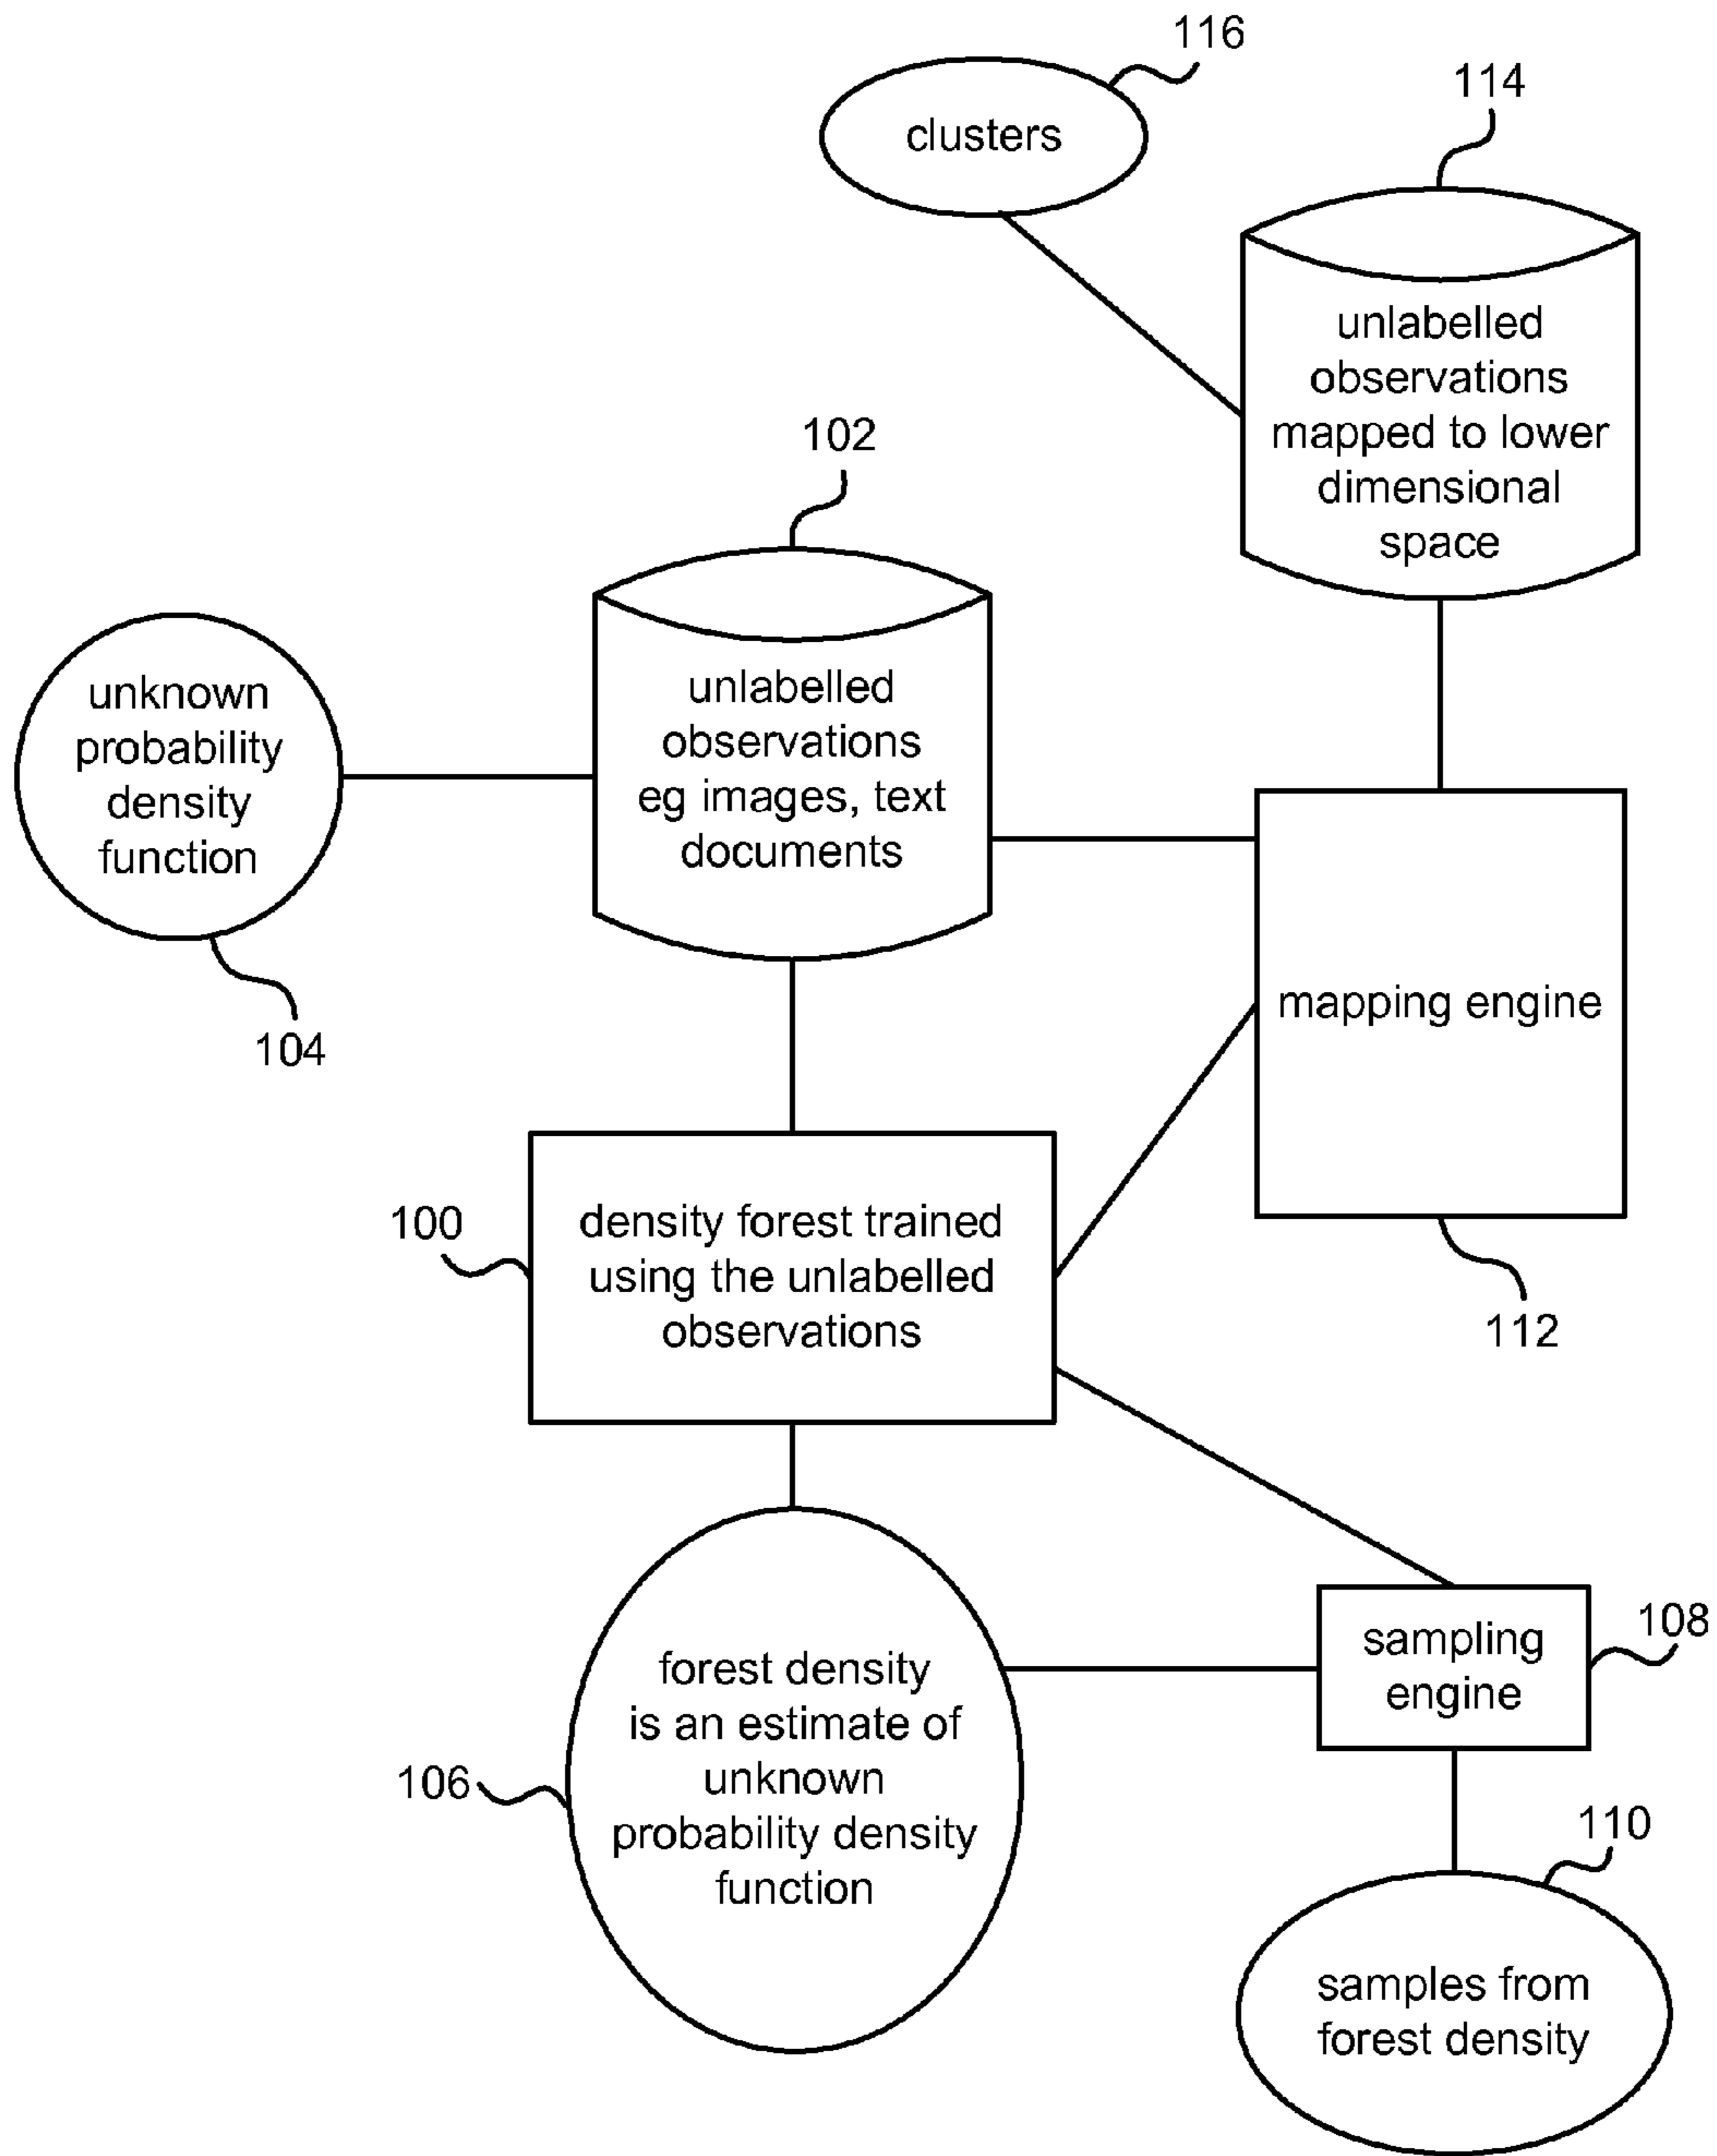 116
clusters
114
unlabelled
observations
mapped to lower
dimensional
space
102
unlabelled
observations
eg images, text
documents
unknown
probability
density
function
104
mapping engine
112
100
density forest trained
using the unlabelled
observations
106
forest density
is an estimate of
unknown
probability density
function
sampling
engine
108
110
samples from
forest density